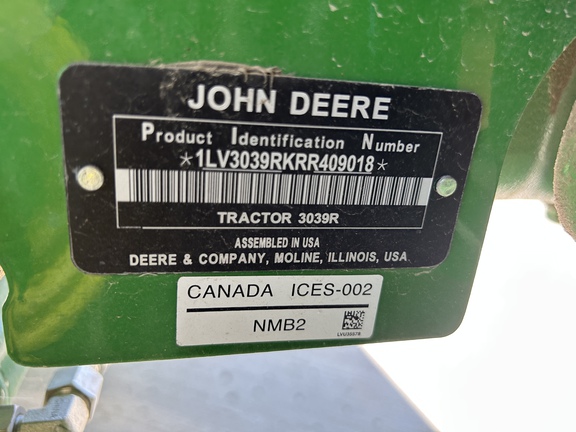 JOHN DEERE
Product Identification Number
*1LV3039RKRR409018*
TRACTOR 3039R
ASSEMBLED IN USA
DEERE & COMPANY, MOLINE, ILLINOIS, USA
CANADA ICES-002
NMB2